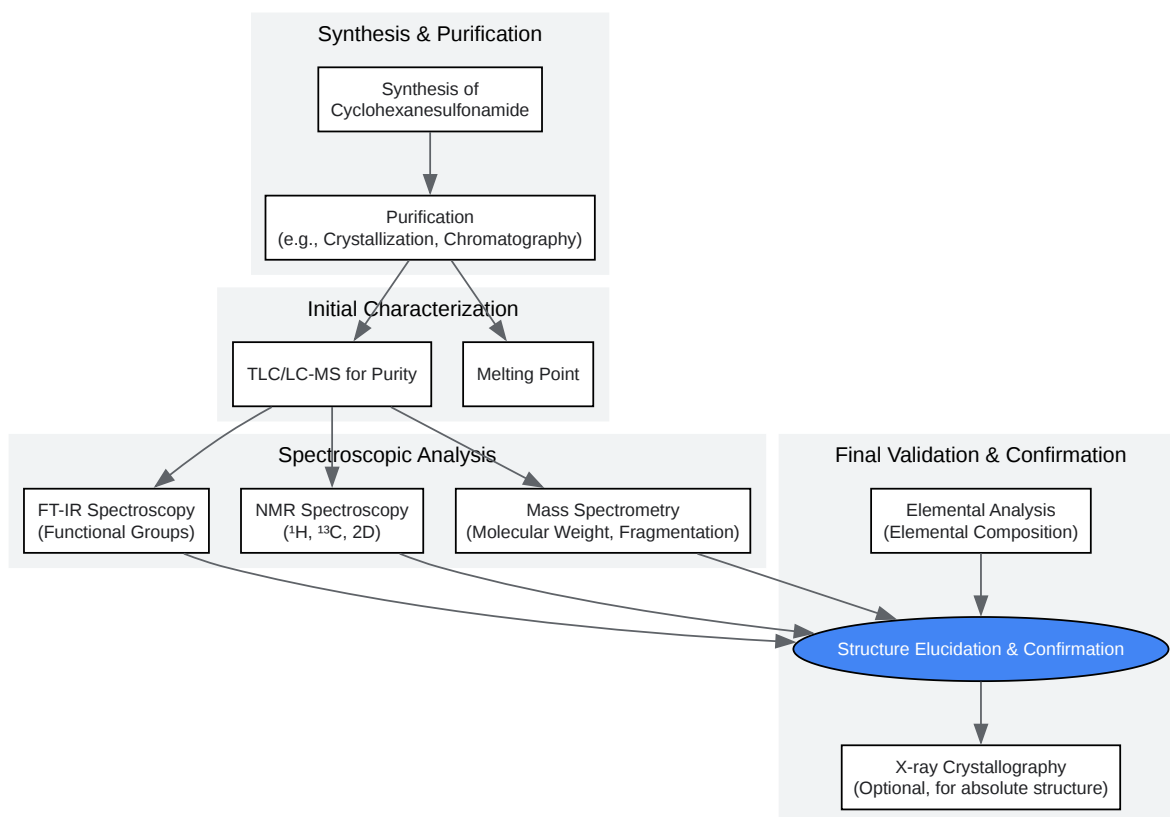 Synthesis & Purification
Synthesis of
Cyclohexanesulfonamide
Purification
(e.g., Crystallization, Chromatography)
Initial Characterization
TLC/LC-MS for Purity
Melting Point
Spectroscopic Analysis
FT-IR Spectroscopy
(Functional Groups)
NMR Spectroscopy
(¹H, ¹³C, 2D)
Mass Spectrometry
(Molecular Weight, Fragmentation)
Final Validation & Confirmation
Elemental Analysis
(Elemental Composition)
Structure Elucidation & Confirmation
X-ray Crystallography
(Optional, for absolute structure)